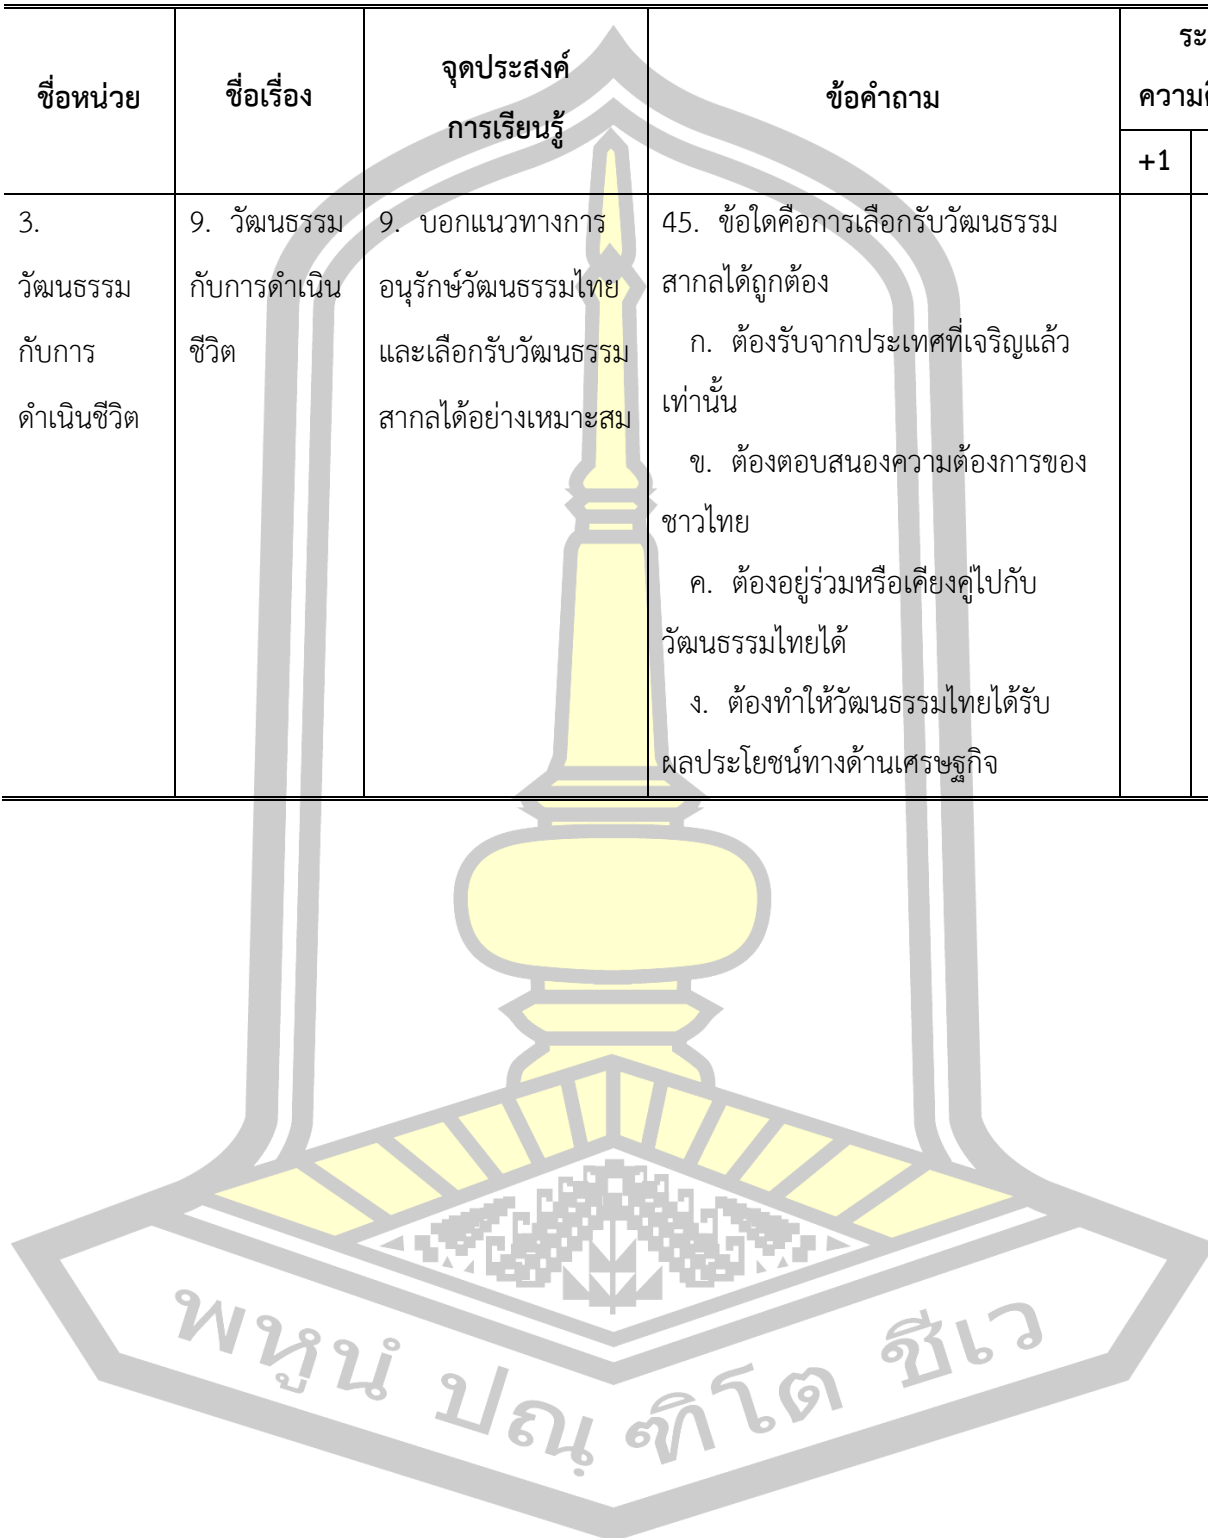 ชื่อหน่วย
ชื่อเรื่อง
จุดประสงค์
การเรียนรู้
ข้อคำถาม
+1
3.
วัฒนธรรม
กับการ
ดำเนินชีวิต
9. วัฒนธรรม
กับการดำเนิน
ชีวิต
9. บอกแนวทางการ
อนุรักษ์วัฒนธรรมไทย
และเลือกรับวัฒนธรรม
สากลได้อย่างเหมาะสม
45. ข้อใดคือการเลือกรับวัฒนธรรม
สากลได้ถูกต้อง
ก. ต้องรับจากประเทศที่เจริญแล้ว
เท่านั้น
ข. ต้องตอบสนองความต้องการของ
ชาวไทย
ค. ต้องอยู่ร่วมหรือเคียงคู่ไปกับ
วัฒนธรรมไทยได้
ง. ต้องทำให้วัฒนธรรมไทยได้รับ
ผลประโยชน์ทางด้านเศรษฐกิจ
พหูนํ ปณฺ ฑิโต ชีเว